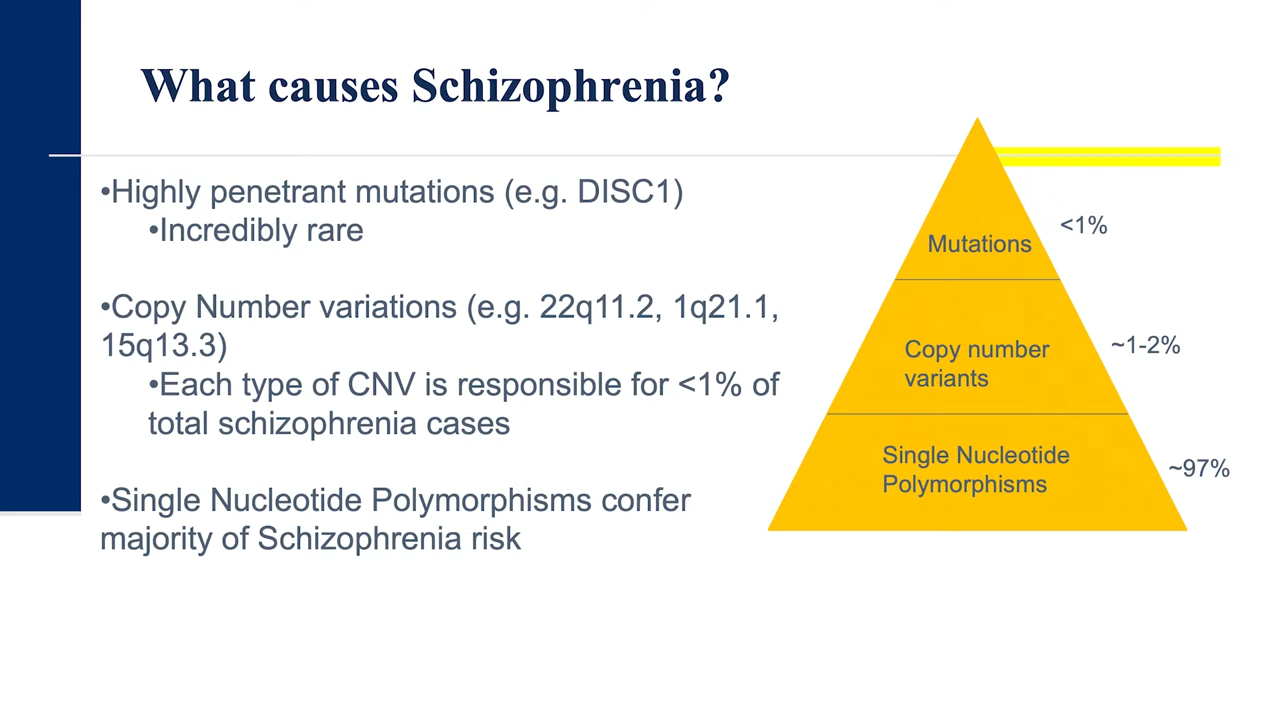 What causes Schizophrenia?
•Highly penetrant mutations (e.g. DISC1)
•Incredibly rare
•Copy Number variations (e.g. 22q11.2, 1q21.1,
15q13.3)
•Each type of CNV is responsible for <1% of
total schizophrenia cases
•Single Nucleotide Polymorphisms confer
majority of Schizophrenia risk
Mutations
<1%
Copy number
variants
~1-2%
Single Nucleotide
Polymorphisms
~97%